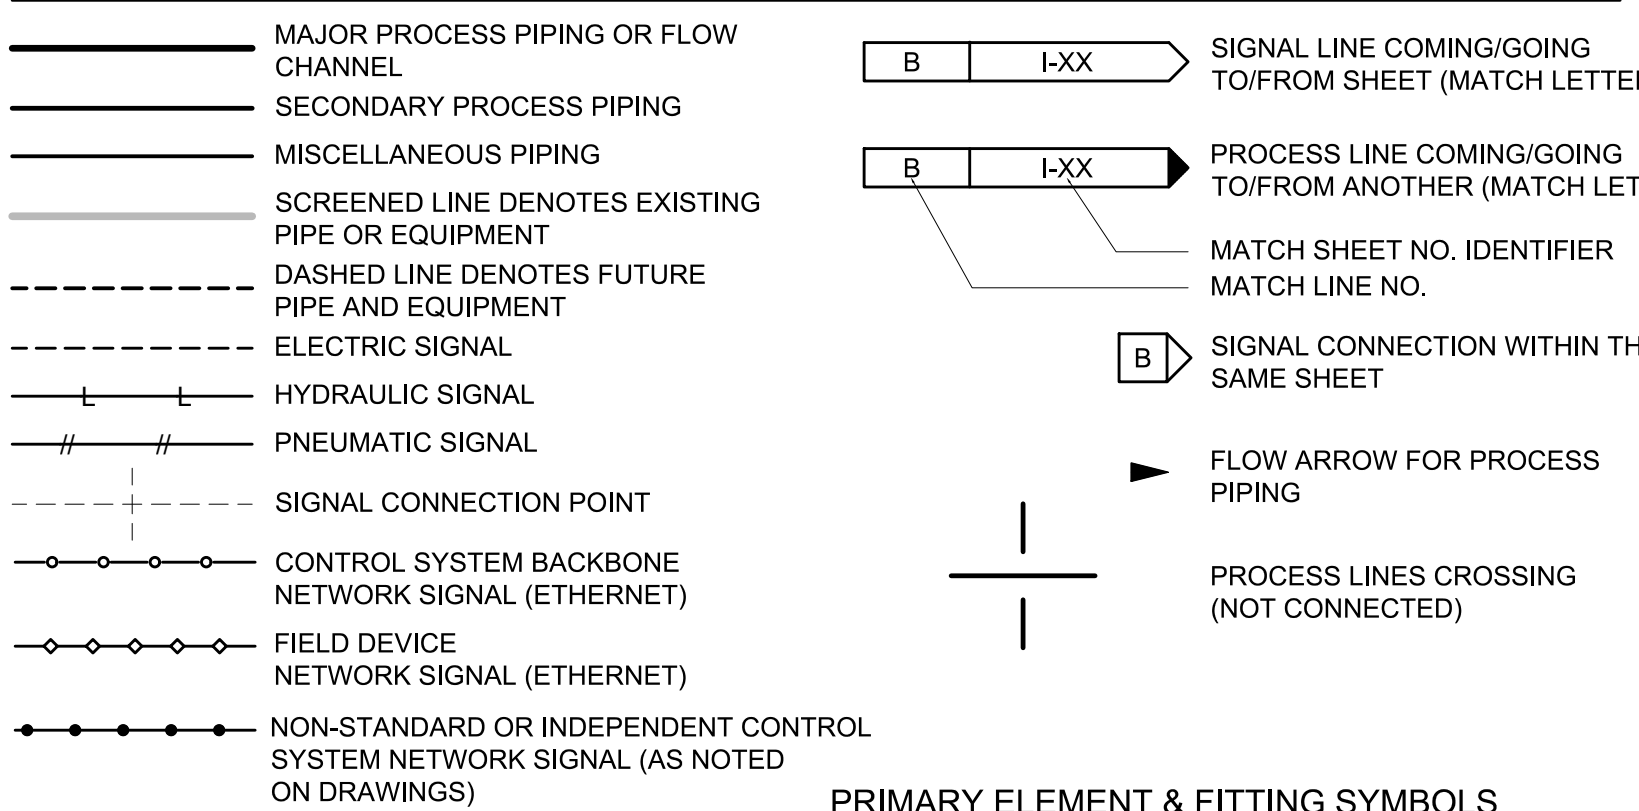 MAJOR PROCESS PIPING OR FLOW
CHANNEL
SECONDARY PROCESS PIPING
MISCELLANEOUS PIPING
SCREENED LINE DENOTES EXISTING
PIPE OR EQUIPMENT
DASHED LINE DENOTES FUTURE
PIPE AND EQUIPMENT
ELECTRIC SIGNAL
L L
HYDRAULIC SIGNAL
PNEUMATIC SIGNAL
SIGNAL CONNECTION POINT
CONTROL SYSTEM BACKBONE
NETWORK SIGNAL (ETHERNET)
FIELD DEVICE
NETWORK SIGNAL (ETHERNET)
NON-STANDARD OR INDEPENDENT CONTROL
SYSTEM NETWORK SIGNAL (AS NOTED
ON DRAWINGS)
B I-XX
SIGNAL LINE COMING/GOING
TO/FROM SHEET (MATCH LETTE
B I-XX
PROCESS LINE COMING/GOING
TO/FROM ANOTHER (MATCH LET
MATCH SHEET NO. IDENTIFIER
MATCH LINE NO.
B
SIGNAL CONNECTION WITHIN TH
SAME SHEET
FLOW ARROW FOR PROCESS
PIPING
PROCESS LINES CROSSING
(NOT CONNECTED)
PRIMARY ELEMENT & FITTING SYMBOLS